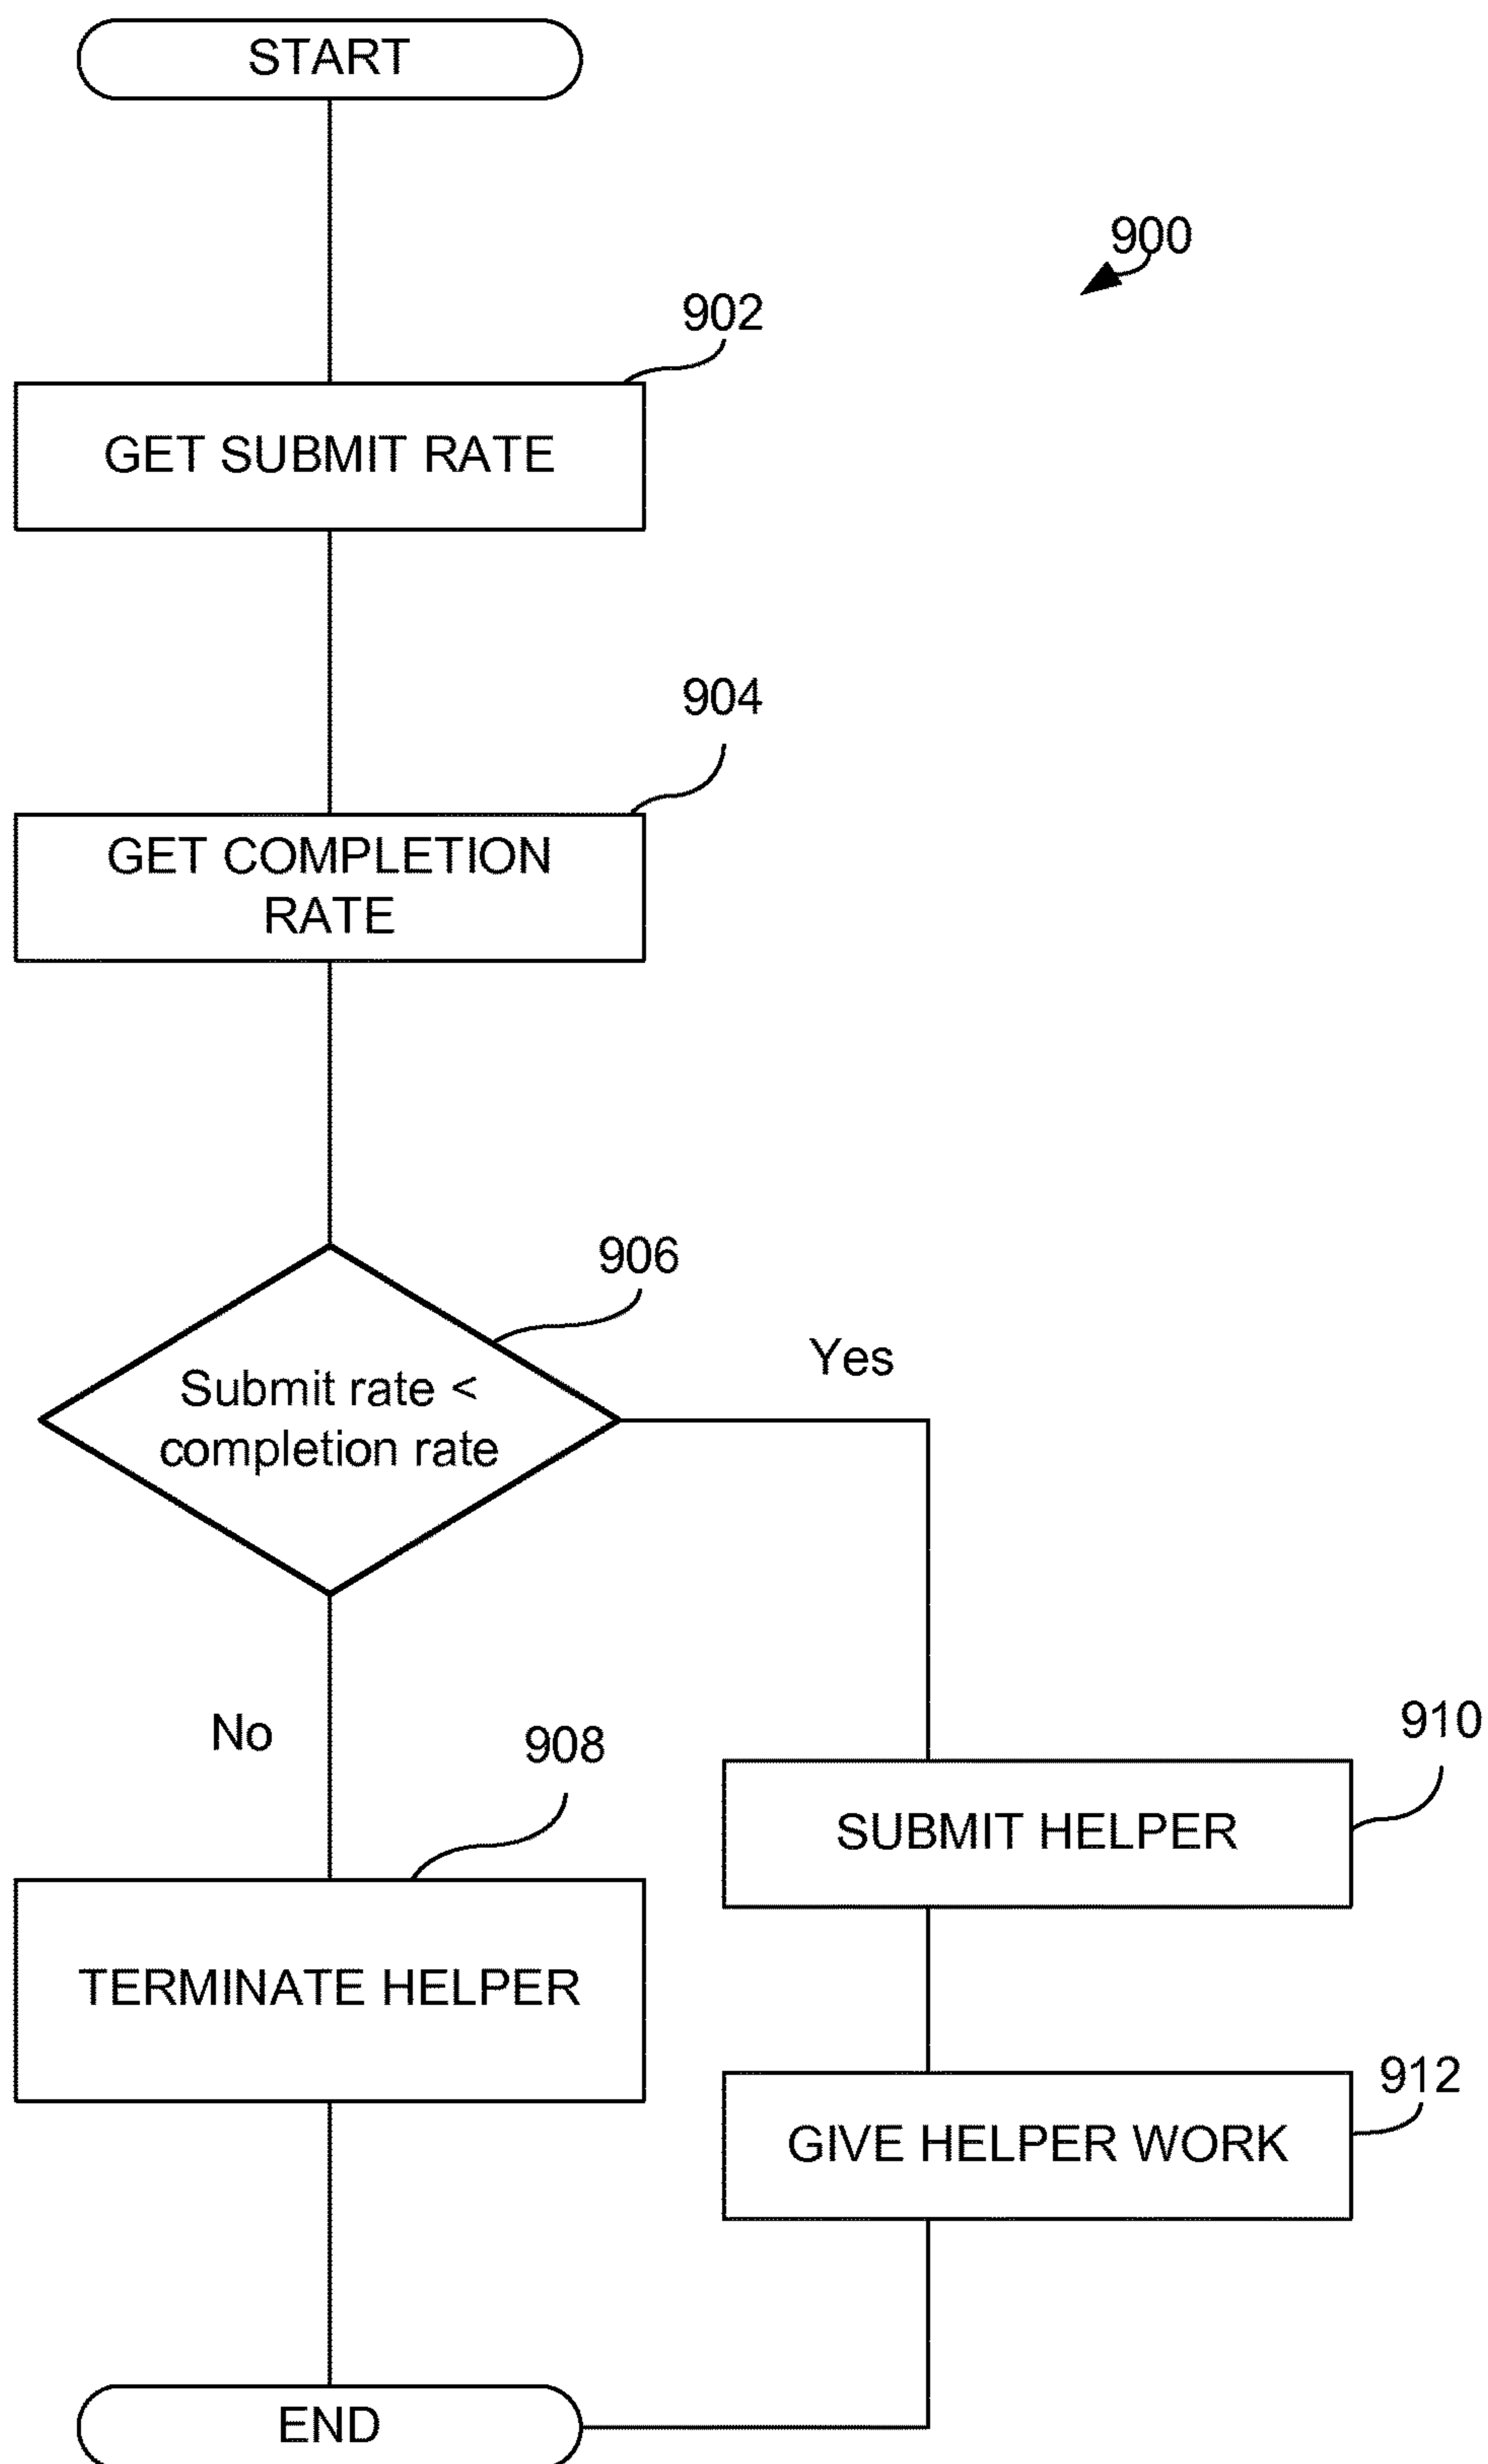 START
900
902
GET SUBMIT RATE
904
GET COMPLETION
RATE
906
Submit rate <
completion rate
Yes
No
908
910
SUBMIT HELPER
TERMINATE HELPER
912
GIVE HELPER WORK
END